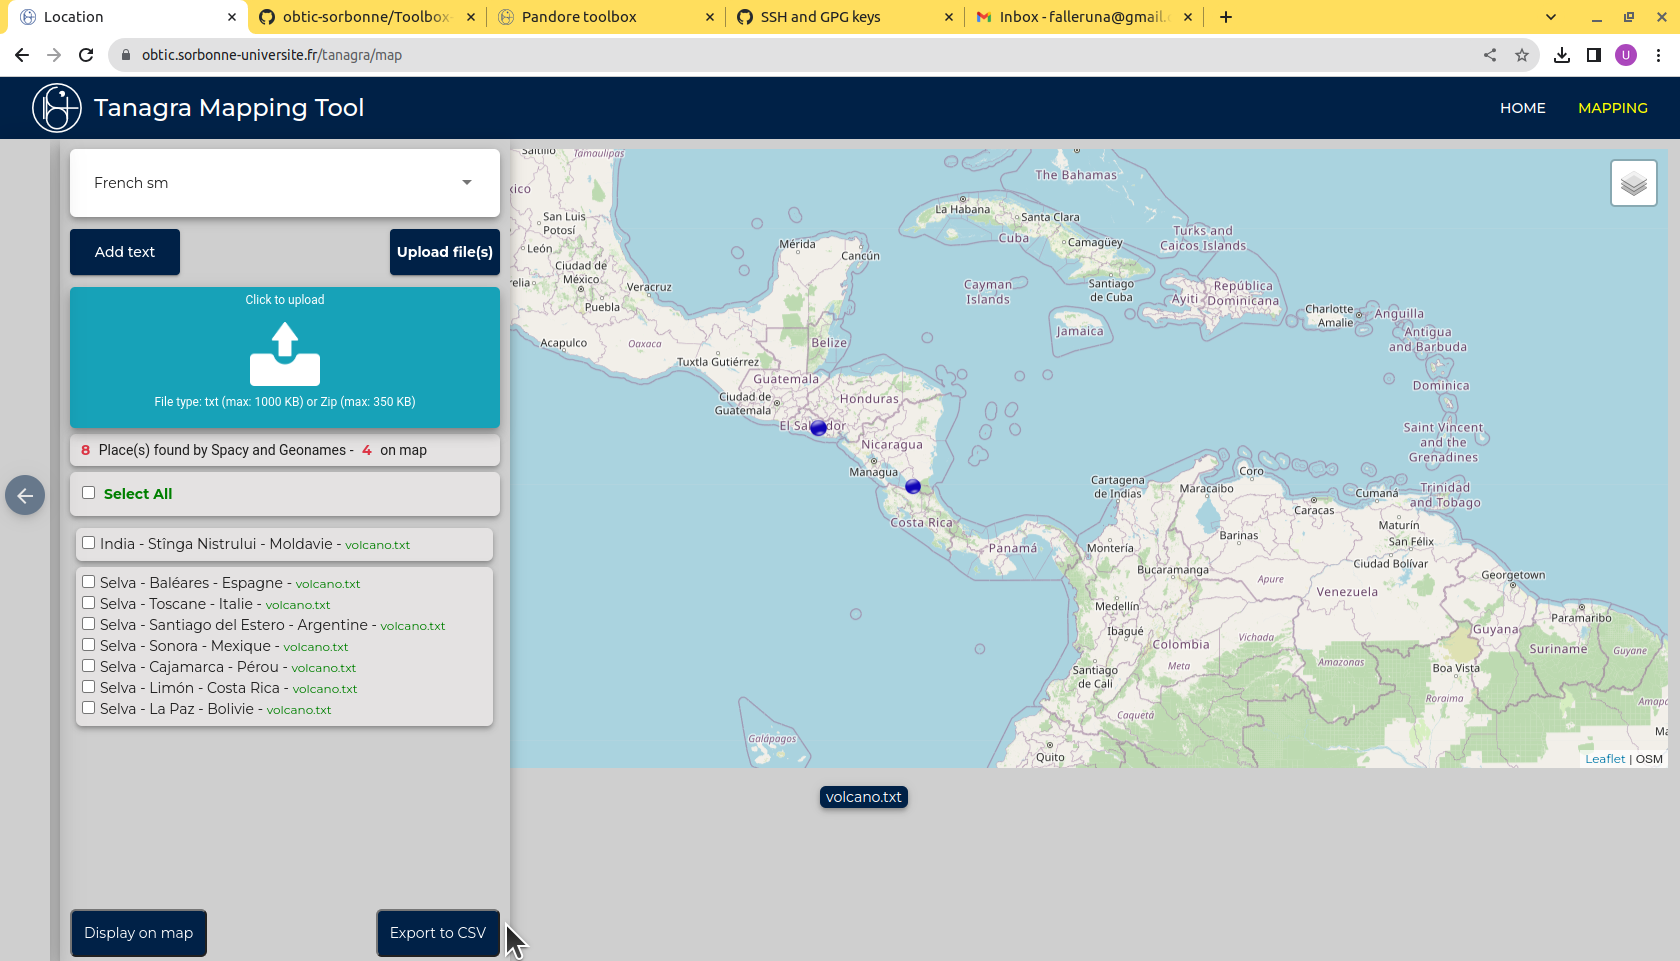 Location
obtic-sorbonne/Toolbox-
Pandore toolbox
SSH and GPG keys
Inbox - falleruna@gmail.
obtic.sorbonne-universite.fr/tanagra/map
U
Tanagra Mapping Tool
HOME
MAPPING
French sm
Add text
Upload file(s)
Click to upload
File type: txt (max: 1000 KB) or Zip (max: 350 KB)
8 Place(s) found by Spacy and Geonames - 4 on map
Select All
India - Stînga Nistrului - Moldavie - volcano.txt
Selva - Baléares - Espagne - volcano.txt
Selva - Toscane - Italie - volcano.txt
Selva - Santiago del Estero - Argentine - volcano.txt
Selva - Sonora - Mexique - volcano.txt
Selva - Cajamarca - Pérou - volcano.txt
Selva - Limón - Costa Rica - volcano.txt
Selva - La Paz - Bolivie - volcano.txt
Display on map
Export to CSV
Saltillo
Tamaulipas
xico
San Luis
Potosí
León
Ciudad de
México
relia
Veracruz
Puebla
Acapulco
Oaxaca
Tuxtla Gutiérrez
Mérida
Cancún
Belize
Guatemala
Ciudad de
Guatemala
Honduras
El Sal dor
Nicaragua
Managua
Costa Rica
Panamá
The Bahamas
La Habana
Santa Clara
Cuba
Camagüey
Turks and
Caicos Islands
Cayman
Islands
Santiago
de Cuba
Jamaica
Ayiti
República
Dominicana
Charlotte
Amalie
Anguilla
Antigua
and Barbuda
Dominica
Saint Vincent
and the
Grenadines
Trinidad
and Tobago
Cartagena
de Indias
Maracaibo
Coro
Caracas
Cumaná
Maturín
Barinas
San Félix
Ciudad Bolívar
Montería
Bucaramanga
Apure
Venezuela
Georgetown
Medellín
Ibagué
Colombia
Vichada
Meta
Amazonas
Guyana
Paramaribo
Suriname
Guyane
Boa Vista
Roraima
Amapa
Santiago
de Cali
Caquetá
Galápagos
Quito
Ma
Leaflet | OSM
volcano.txt